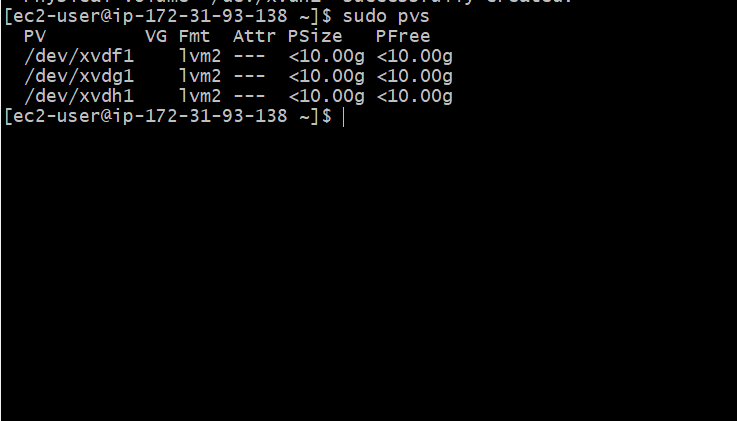 [ec2-user@ip-172-31-93-138 ~]$ sudo pvs
  PV         VG Fmt  Attr PSize   PFree
  /dev/xvdf1    lvm2 ---  <10.00g <10.00g
  /dev/xvdg1    lvm2 ---  <10.00g <10.00g
  /dev/xvdh1    lvm2 ---  <10.00g <10.00g
[ec2-user@ip-172-31-93-138 ~]$